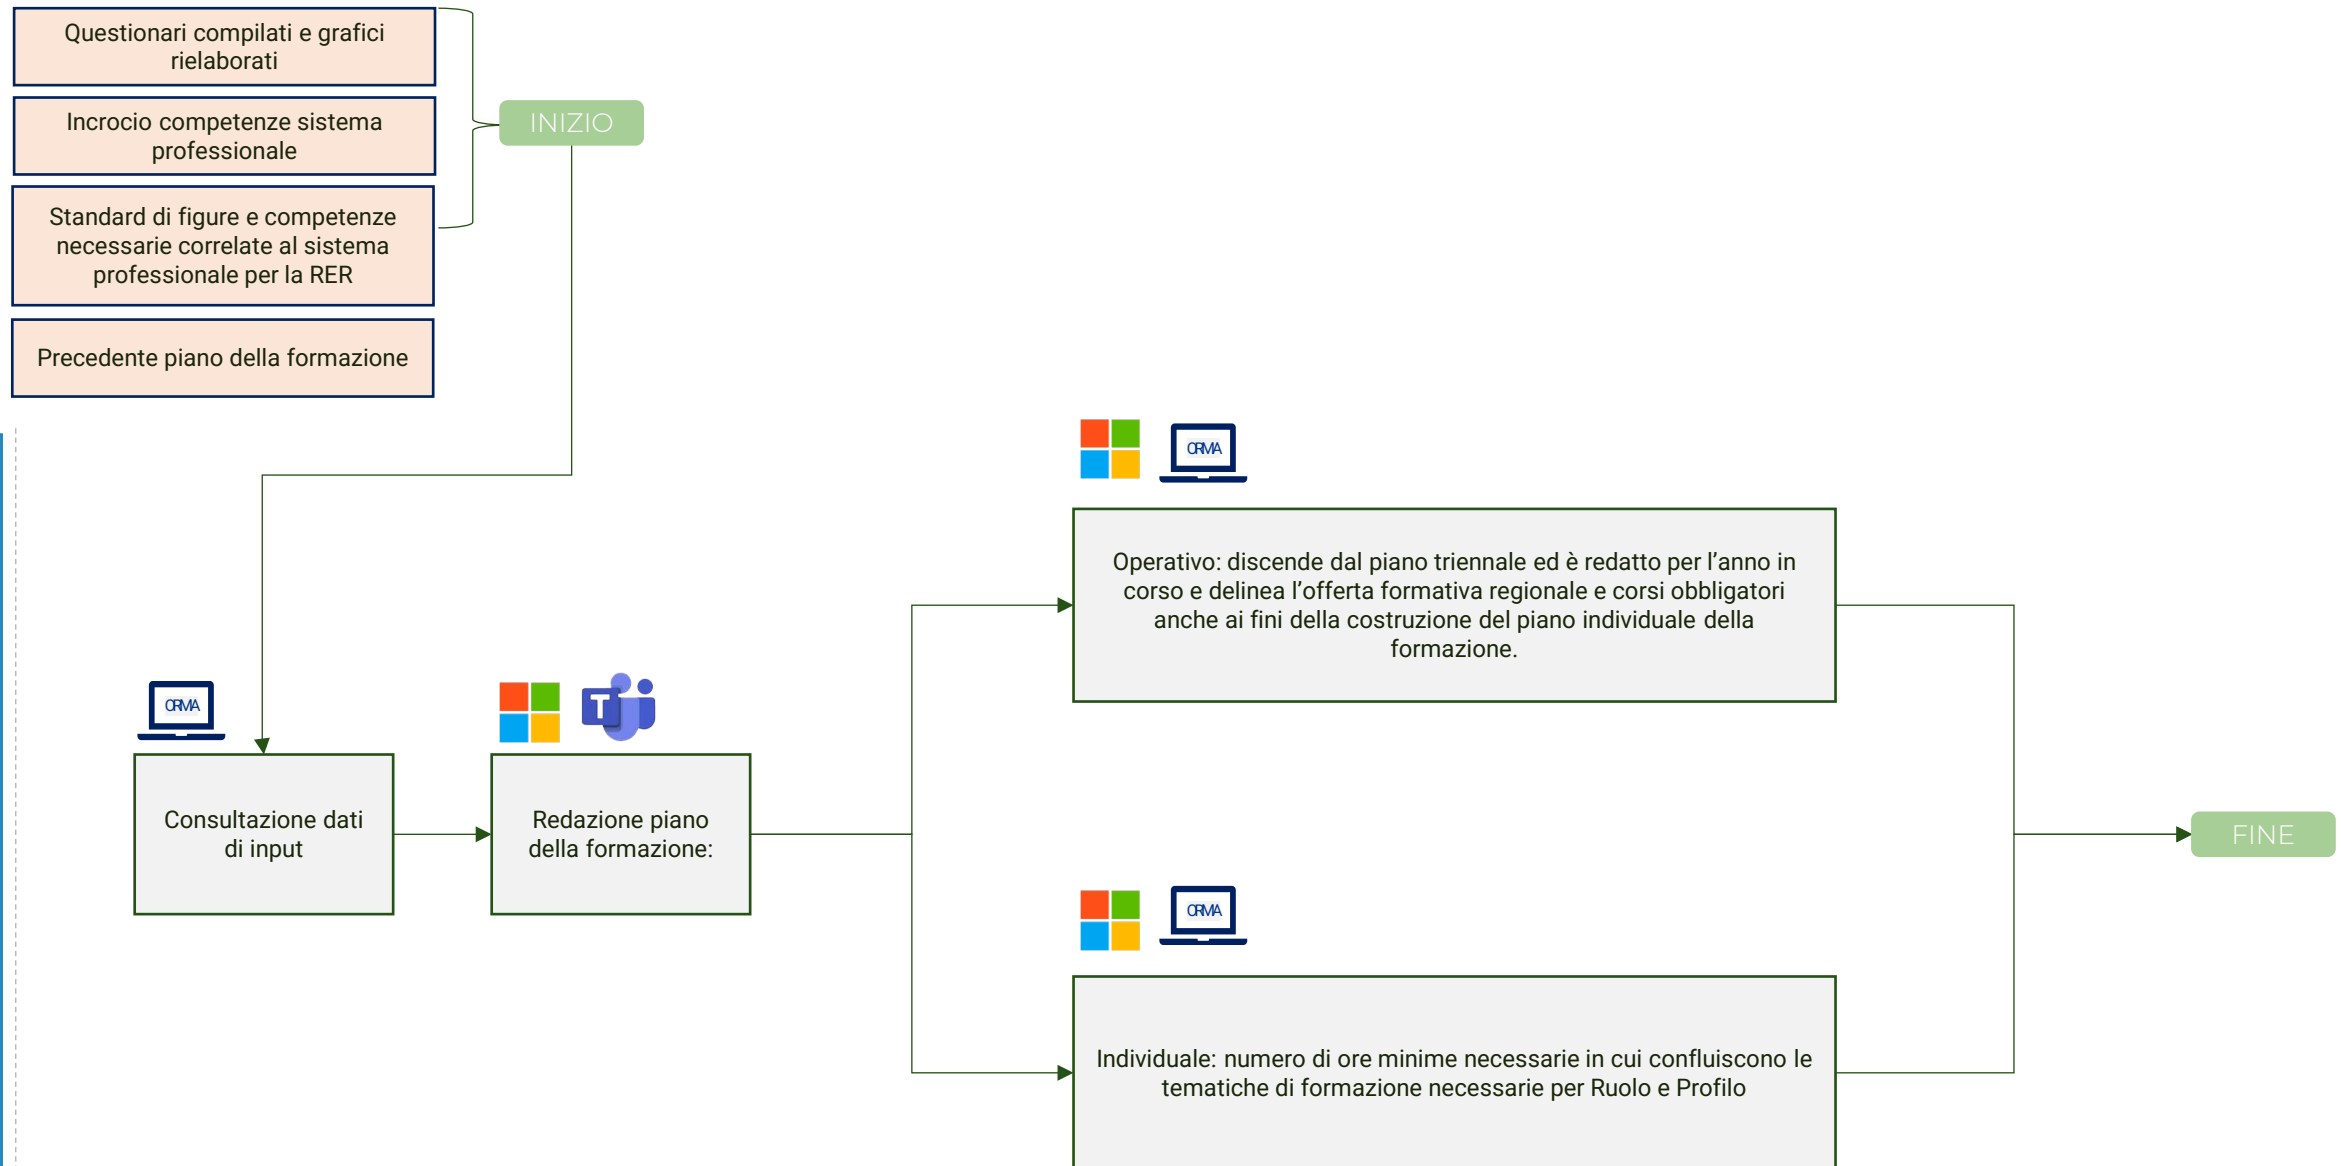 Questionari compilati e grafici
rielaborati
INIZIO
Incrocio competenze sistema
professionale
Standard di figure e competenze
necessarie correlate al sistema
professionale per la RER
Precedente piano della formazione
ORMA
Operativo: discende dal piano triennale ed è redatto per l’anno in
corso e delinea l’offerta formativa regionale e corsi obbligatori
anche ai fini della costruzione del piano individuale della
formazione.
ORMA
T
Consultazione dati
di input
Redazione piano
della formazione:
FINE
ORMA
Individuale: numero di ore minime necessarie in cui confluiscono le
tematiche di formazione necessarie per Ruolo e Profilo